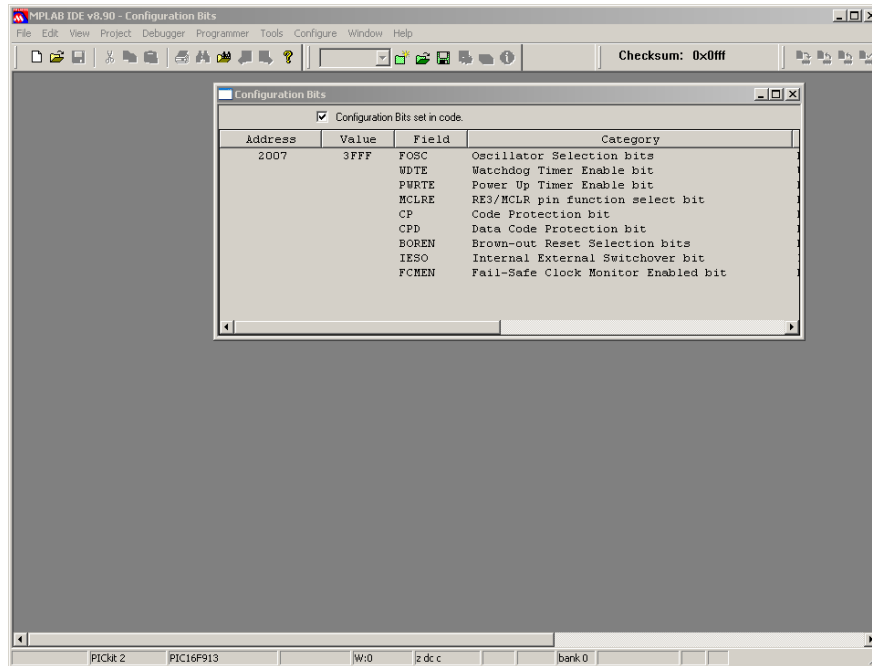 MPLAB IDE v8.90 - Configuration Bits
File Edit View Project Debugger Programmer Tools Configure Window Help
Checksum: 0x0fff
Configuration Bits
Configuration Bits set in code.
Address Value Field Category
2007 3FFF FOSC Oscillator Selection bits
WDTE Watchdog Timer Enable bit
PWRTE Power Up Timer Enable bit
MCLRE RE3/MCLR pin function select bit
CP Code Protection bit
CPD Data Code Protection bit
BOREN Brown-out Reset Selection bits
IESO Internal External Switchover bit
FCMEN Fail-Safe Clock Monitor Enabled bit
PICkit 2 PIC16F913 W:0 z dc c bank 0